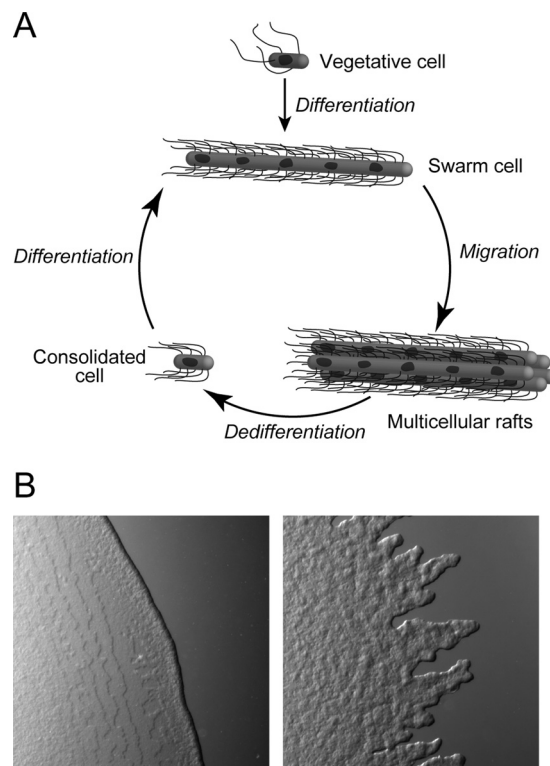 A
Vegetative cell
Differentiation
Swarm cell
Differentiation
Migration
Consolidated
cell
Multicellular rafts
Dedifferentiation
B